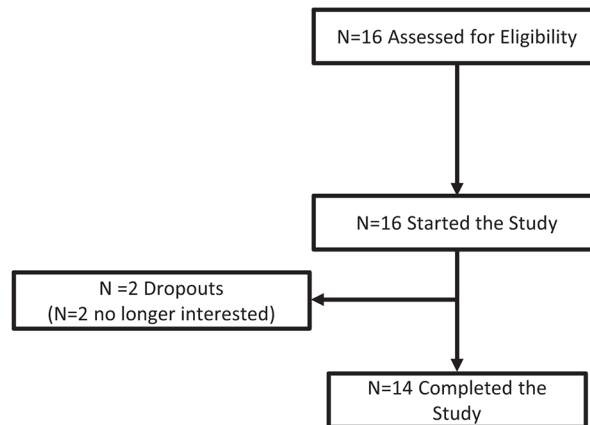 N=16 Assessed for Eligibility
N=16 Started the Study
N =2 Dropouts
(N=2 no longer interested)
N=14 Completed the
Study